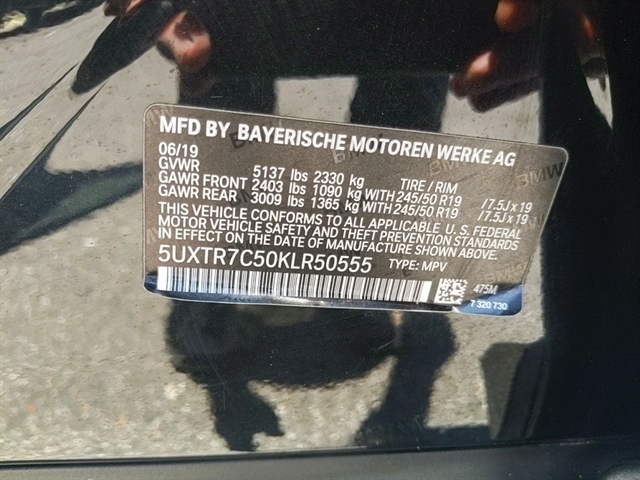 MFD BY BAYERISCHE MOTOREN WERKE AG
06/19
GVWR 5137 lbs 2330 kg TIRE / RIM
GAWR FRONT 2403 lbs 1090 kg WITH 245/50 R19 / 7.5J x 19
GAWR REAR 3009 lbs 1365 kg WITH 245/50 R19 / 7.5J x 19
THIS VEHICLE CONFORMS TO ALL APPLICABLE U. S. FEDERAL
MOTOR VEHICLE SAFETY AND THEFT PREVENTION STANDARDS
IN EFFECT ON THE DATE OF MANUFACTURE SHOWN ABOVE.
5UXTR7C50KLR50555 TYPE: MPV
475M
7 320 730